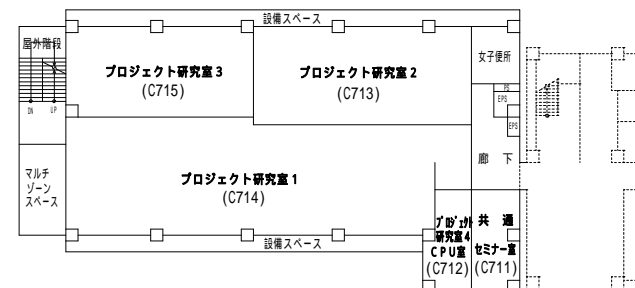 設備スペース
屋外階段
プロジェクト研究室3
(C715)
プロジェクト研究室2
(C713)
女子便所
PS
EPS
DN UP
EPS
マルチ
ゾーン
スペース
プロジェクト研究室1
(C714)
廊下
設備スペース
プロジェクト
研究室4
CPU室
(C712)
共通
セミナー室
(C711)